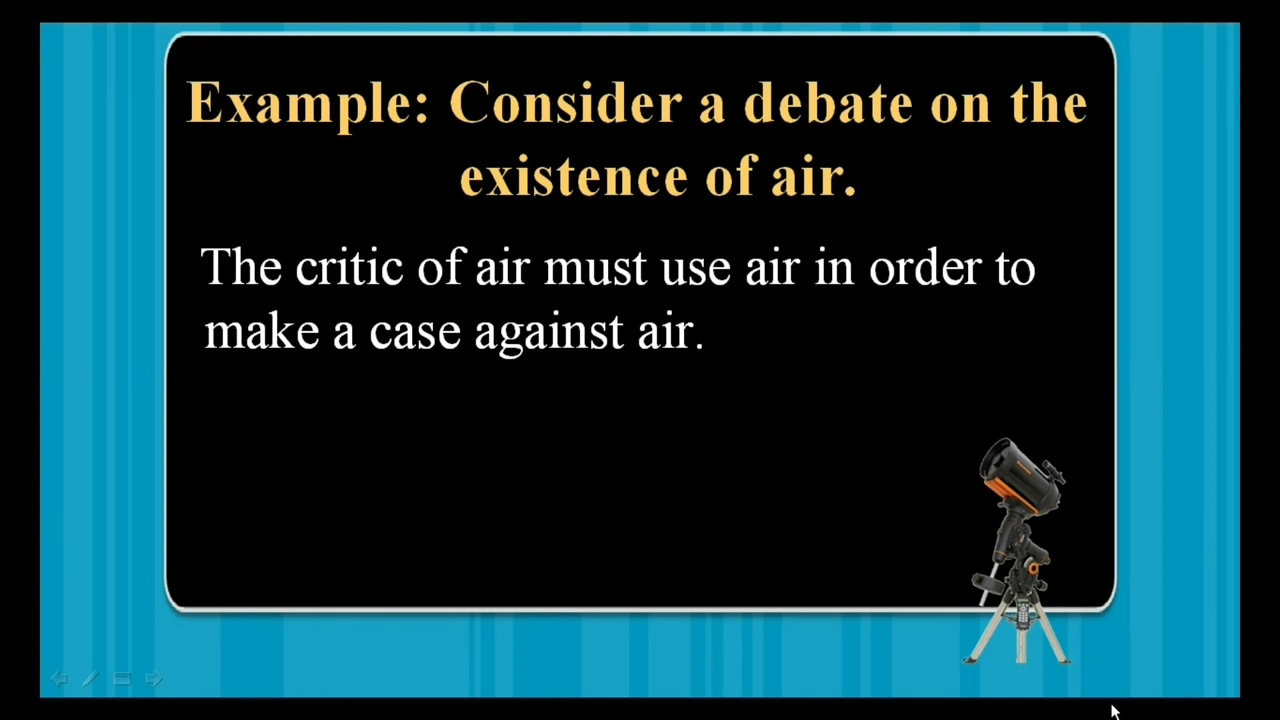 Example: Consider a debate on the
existence of air.
The critic of air must use air in order to
make a case against air.